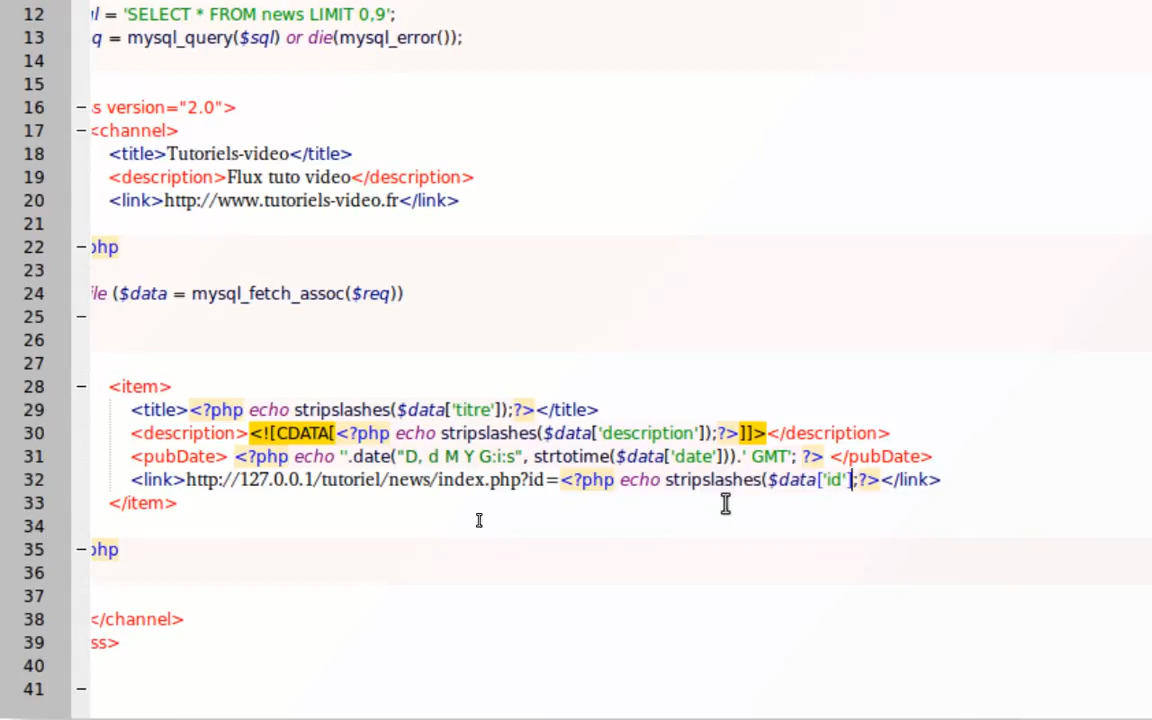 12 ql = 'SELECT * FROM news LIMIT 0,9';
13 q = mysql_query($sql) or die(mysql_error());
14
15
16 s version="2.0">
17 <channel>
18 <title>Tutoriels-video</title>
19 <description>Flux tuto video</description>
20 <link>http://www.tutoriels-video.fr</link>
21
22 php
23
24 ile ($data = mysql_fetch_assoc($req))
25
26
27
28 <item>
29 <title><?php echo stripslashes($data['titre']);?></title>
30 <description><![CDATA[<?php echo stripslashes($data['description']);?>]]></description>
31 <pubDate> <?php echo ''.date("D, d M Y G:i:s", strtotime($data['date'])).' GMT'; ?> </pubDate>
32 <link>http://127.0.0.1/tutoriel/news/index.php?id=<?php echo stripslashes($data['id'];?></link>
33 </item>
34
35 php
36
37
38 </channel>
39 ss>
40
41